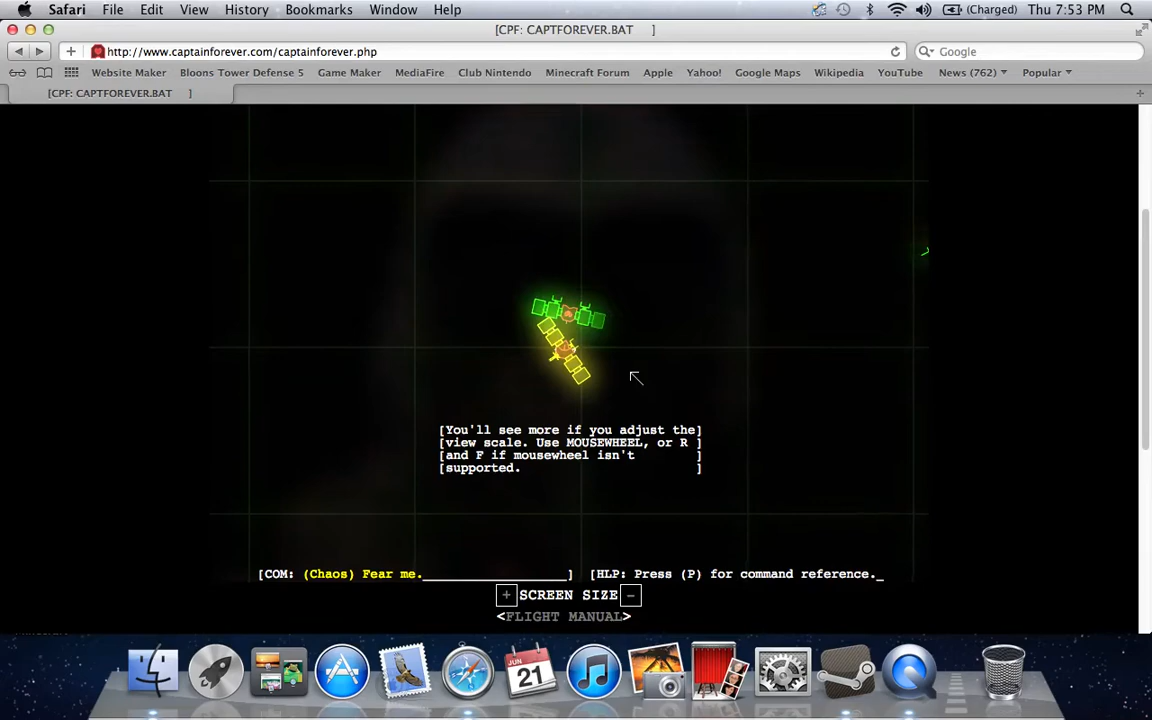 Safari File Edit View History Bookmarks Window Help (Charged) Thu 7:53 PM
[CPF: CAPTFOREVER.BAT ]
http://www.captainforever.com/captainforever.php Google
Website Maker Bloons Tower Defense 5 Game Maker MediaFire Club Nintendo Minecraft Forum Apple Yahoo! Google Maps Wikipedia YouTube News (762) Popular
[CPF: CAPTFOREVER.BAT ]
[You'll see more if you adjust the]
[view scale. Use MOUSEWHEEL, or R ]
[and F if mousewheel isn't ]
[supported. ]
[COM: (Chaos) Fear me.___________________] [HLP: Press (P) for command reference._
+ SCREEN SIZE -
<FLIGHT MANUAL>
JUN
21